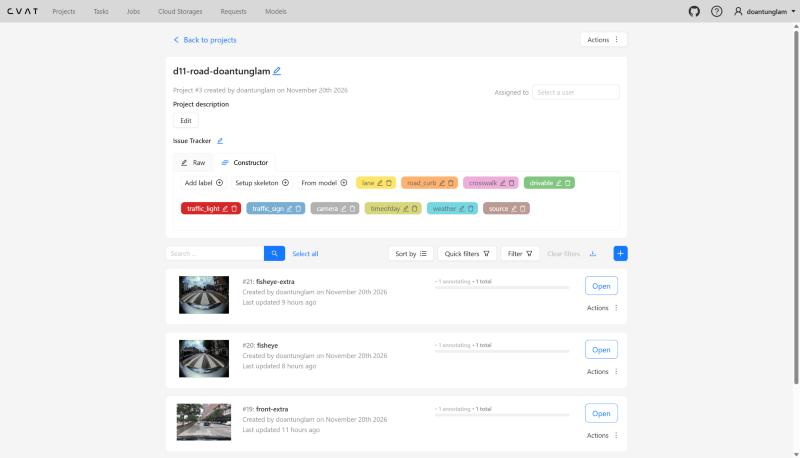 CVAT Projects Tasks Jobs Cloud Storages Requests Models doantunglam
Back to projects Actions
d11-road-doantunglam
Project #3 created by doantunglam on November 20th 2026
Assigned to Select a user
Project description
Edit
Issue Tracker
Raw Constructor
Add label Setup skeleton From model lane road_curb crosswalk drivable
traffic_light traffic_sign camera timeofday weather source
Search ... Select all Sort by Quick filters Filter Clear filters
#21: fisheye-extra
Created by doantunglam on November 20th 2026
Last updated 9 hours ago
• 1 annotating • 1 total
Open
Actions
#20: fisheye
Created by doantunglam on November 20th 2026
Last updated 8 hours ago
• 1 annotating • 1 total
Open
Actions
#19: front-extra
Created by doantunglam on November 20th 2026
Last updated 11 hours ago
• 1 annotating • 1 total
Open
Actions